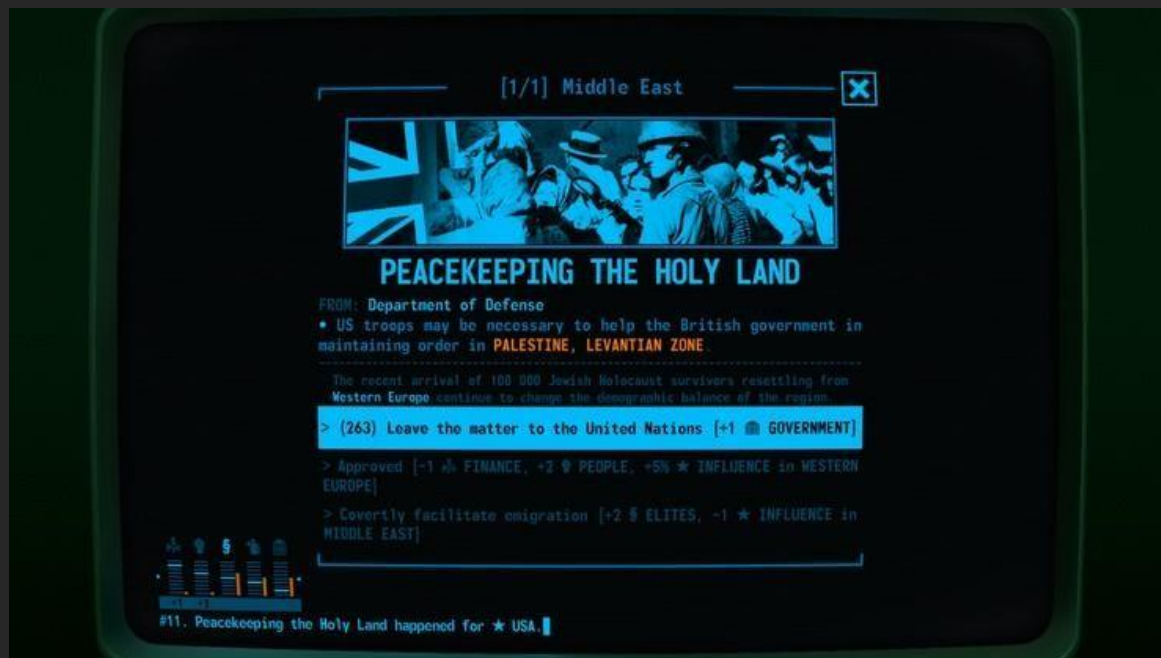 [1/1] Middle East
PEACEKEEPING THE HOLY LAND
FROM: Department of Defense
• US troops may be necessary to help the British government in
maintaining order in PALESTINE, LEVANTIAN ZONE.
The recent arrival of 100 000 Jewish Holocaust survivors resettling from
Western Europe continue to change the demographic balance of the region.
> (263) Leave the matter to the United Nations [+1 GOVERNMENT]
> Approved [-1 FINANCE, +2 PEOPLE, +5% ★ INFLUENCE in WESTERN
EUROPE]
> Covertly facilitate emigration [+2 § ELITES, -1 ★ INFLUENCE in
MIDDLE EAST]
§
+1 +1
#11. Peacekeeping the Holy Land happened for ★ USA.